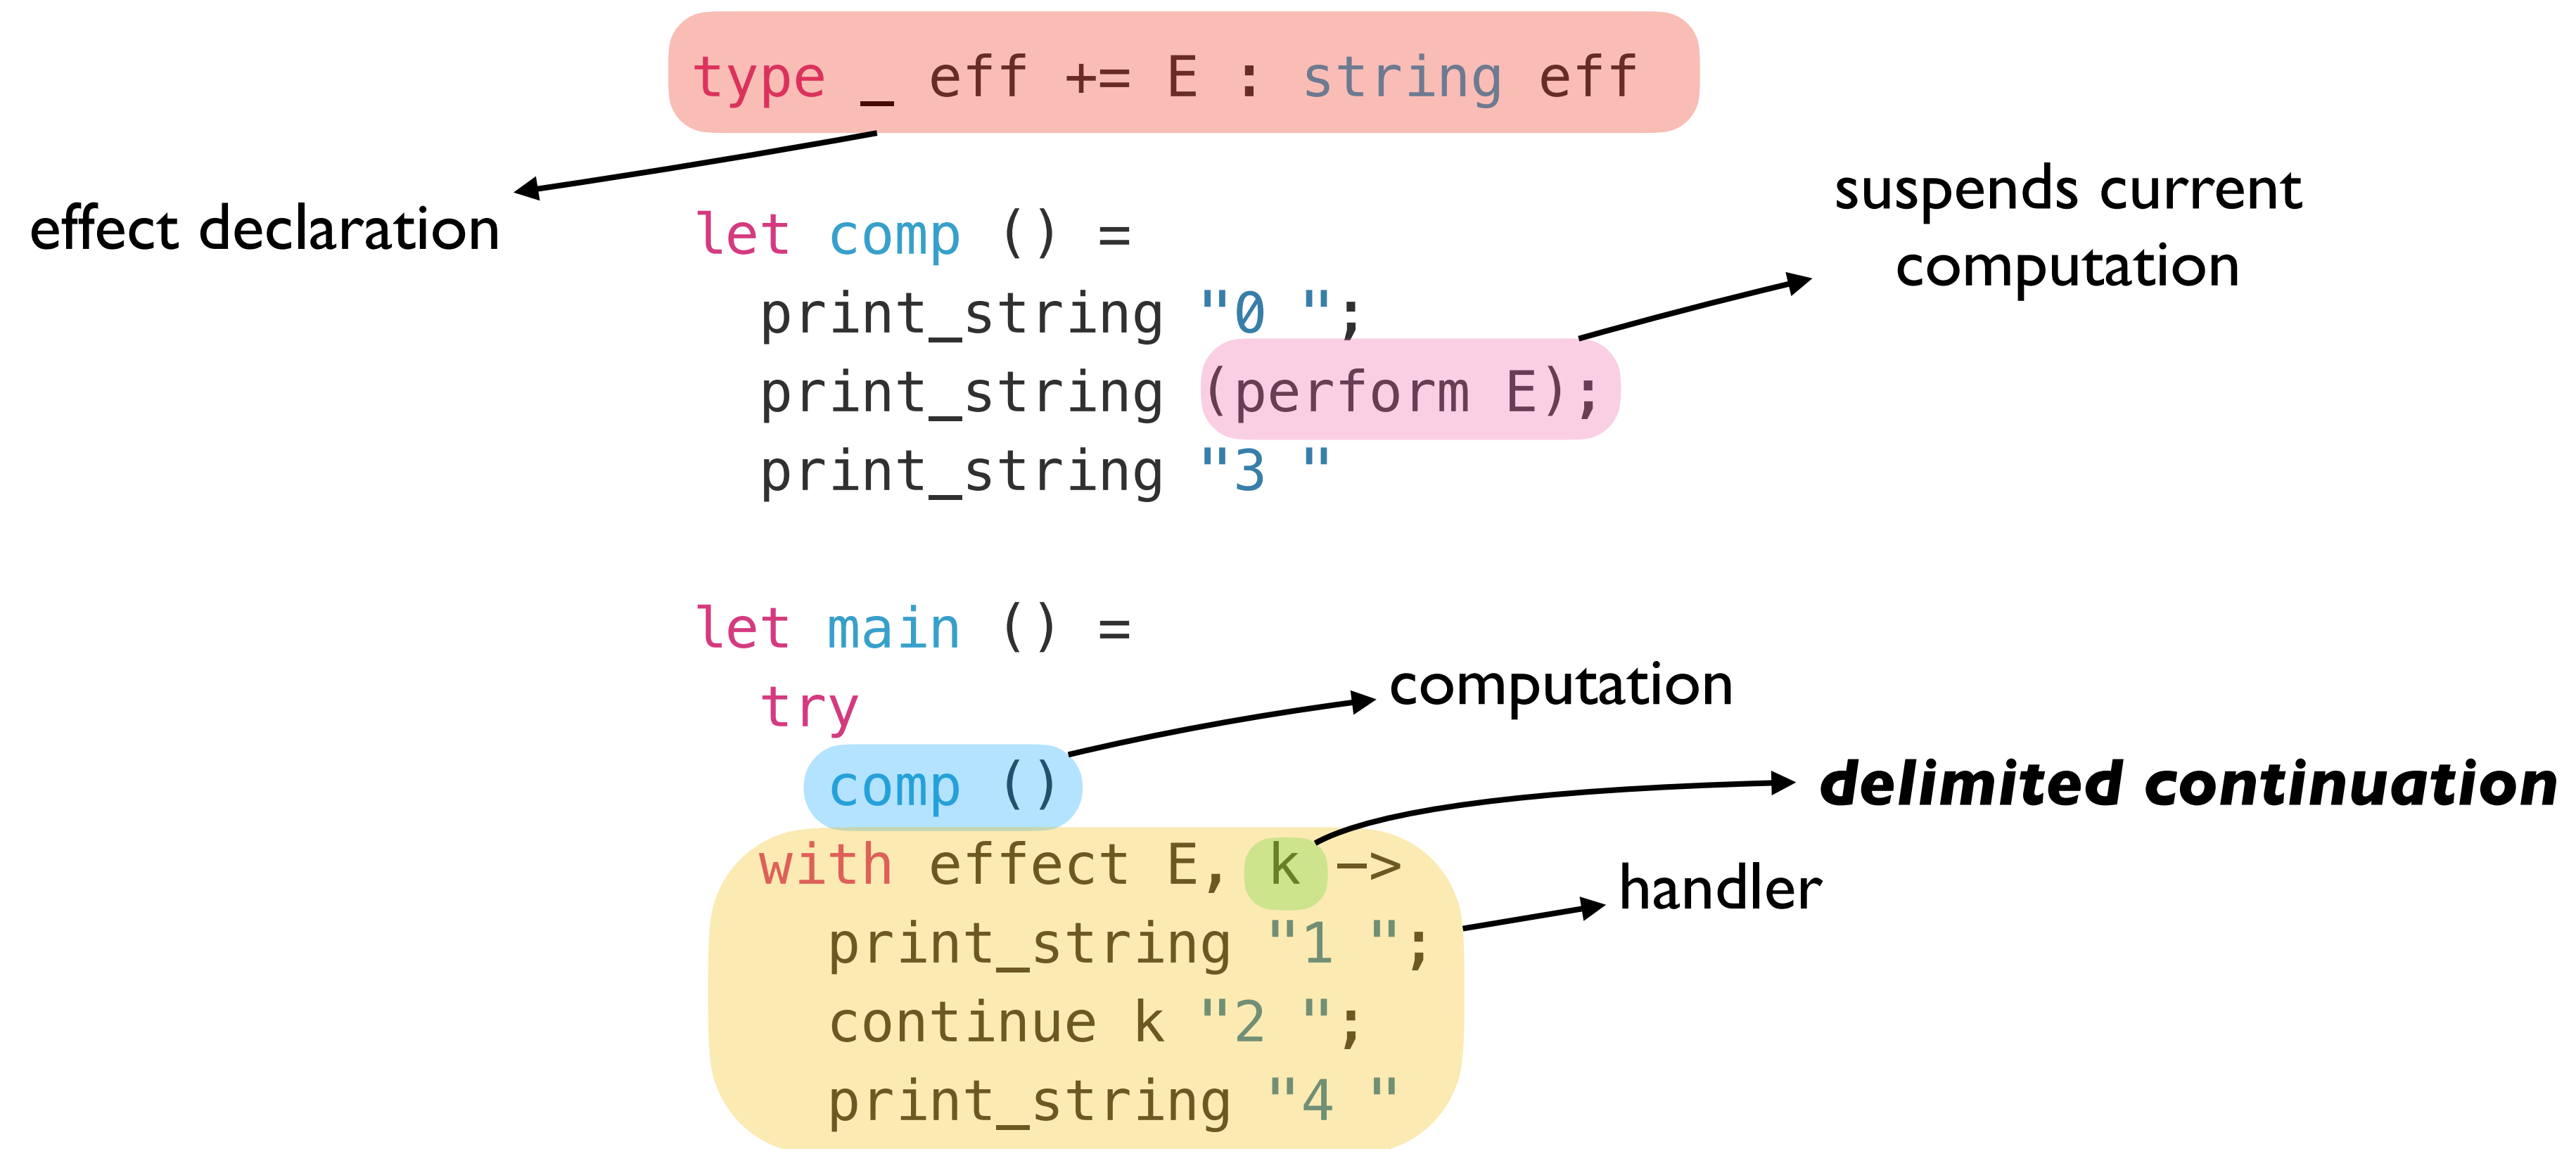 type _ eff += E : string eff
effect declaration
let comp () =
print_string "0 ";
print_string (perform E);
print_string "3 "
suspends current
computation
let main () =
try
comp ()
with effect E, k ->
print_string "1 ";
continue k "2 ";
print_string "4 "
computation
delimited continuation
handler